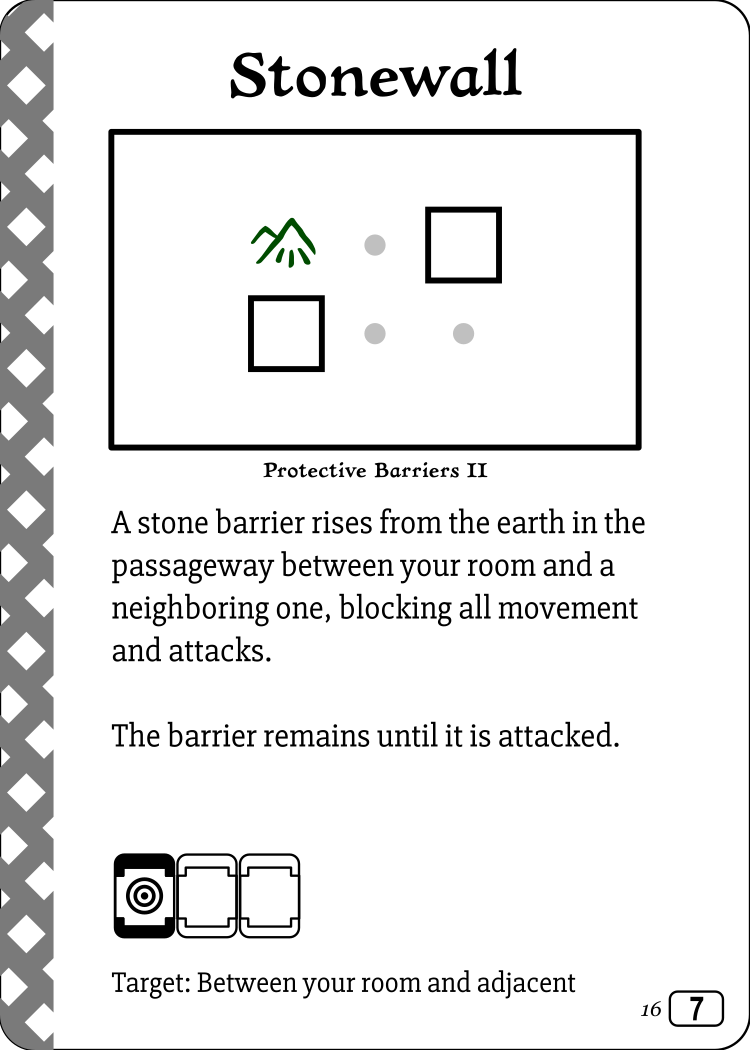 Stonewall
Protective Barriers II
A stone barrier rises from the earth in the
passageway between your room and a
neighboring one, blocking all movement
and attacks.
The barrier remains until it is attacked.
Target: Between your room and adjacent
16 7